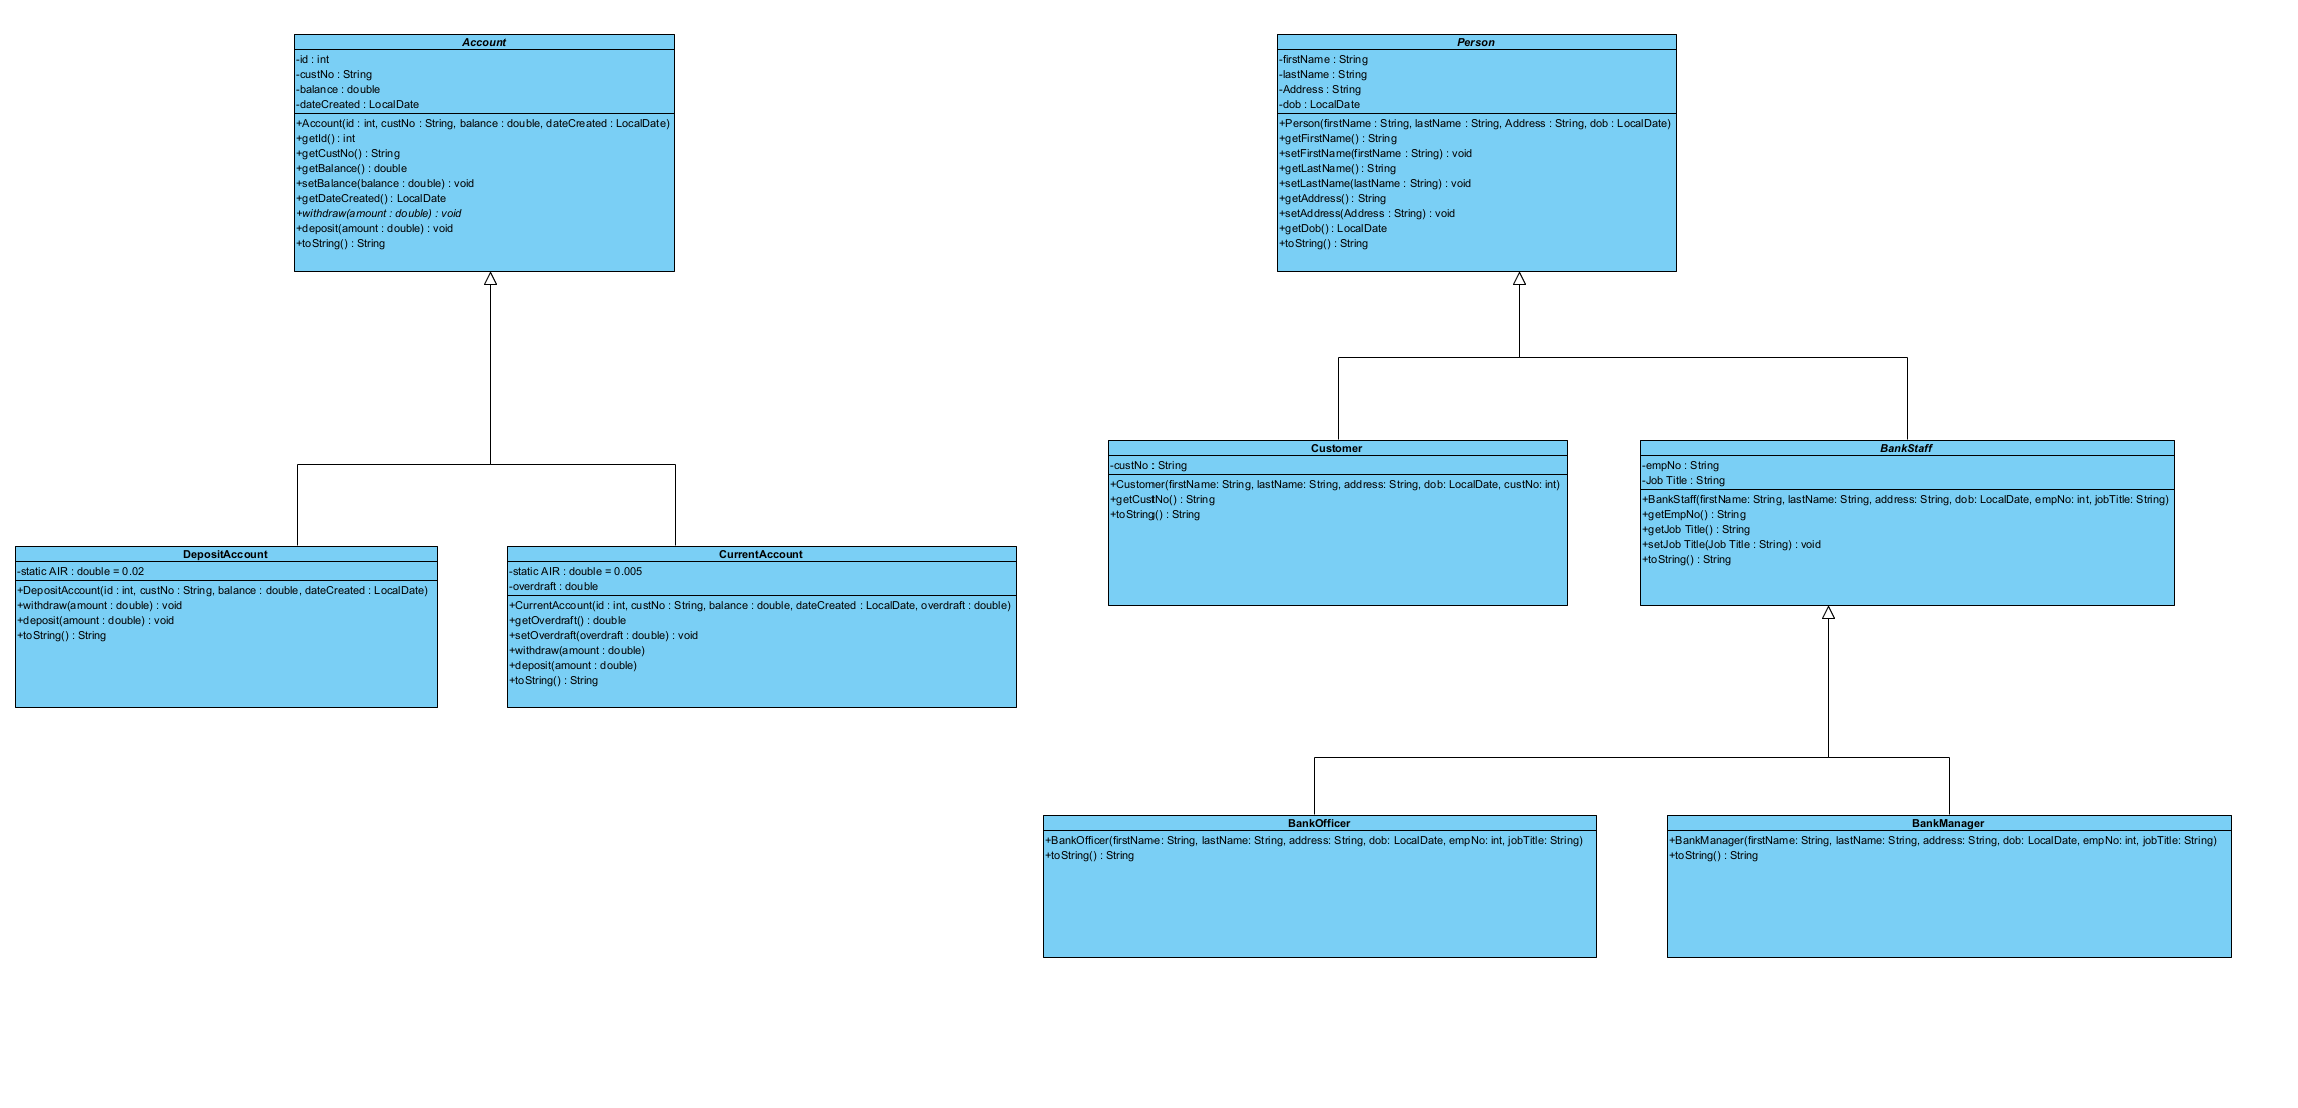 Account
-id : int
-custNo : String
-balance : double
-dateCreated : LocalDate
+Account(id : int, custNo : String, balance : double, dateCreated : LocalDate)
+getId() : int
+getCustNo() : String
+getBalance() : double
+setBalance(balance : double) : void
+getDateCreated() : LocalDate
+withdraw(amount : double) : void
+deposit(amount : double) : void
+toString() : String
Person
-firstName : String
-lastName : String
-Address : String
-dob : LocalDate
+Person(firstName : String, lastName : String, Address : String, dob : LocalDate)
+getFirstName() : String
+setFirstName(firstName : String) : void
+getLastName() : String
+setLastName(lastName : String) : void
+getAddress() : String
+setAddress(Address : String) : void
+getDob() : LocalDate
+toString() : String
Customer
-custNo : String
+Customer(firstName: String, lastName: String, address: String, dob: LocalDate, custNo: int)
+getCustNo() : String
+toString() : String
BankStaff
-empNo : String
-Job Title : String
+BankStaff(firstName: String, lastName: String, address: String, dob: LocalDate, empNo: int, jobTitle: String)
+getEmpNo() : String
+getJob Title() : String
+setJob Title(Job Title : String) : void
+toString() : String
DepositAccount
-static AIR : double = 0.02
+DepositAccount(id : int, custNo : String, balance : double, dateCreated : LocalDate)
+withdraw(amount : double) : void
+deposit(amount : double) : void
+toString() : String
CurrentAccount
-static AIR : double = 0.005
-overdraft : double
+CurrentAccount(id : int, custNo : String, balance : double, dateCreated : LocalDate, overdraft : double)
+getOverdraft() : double
+setOverdraft(overdraft : double) : void
+withdraw(amount : double)
+deposit(amount : double)
+toString() : String
BankOfficer
+BankOfficer(firstName: String, lastName: String, address: String, dob: LocalDate, empNo: int, jobTitle: String)
+toString() : String
BankManager
+BankManager(firstName: String, lastName: String, address: String, dob: LocalDate, empNo: int, jobTitle: String)
+toString() : String